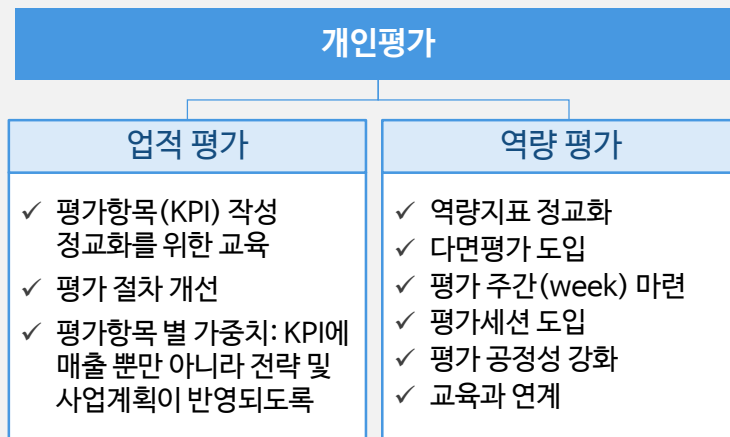 개인평가
업적 평가
✓ 평가항목(KPI) 작성
정교화를 위한 교육
✓ 평가 절차 개선
✓ 평가항목 별 가중치: KPI에
매출 뿐만 아니라 전략 및
사업계획이 반영되도록
역량 평가
✓ 역량지표 정교화
✓ 다면평가 도입
✓ 평가 주간(week) 마련
✓ 평가세션 도입
✓ 평가 공정성 강화
✓ 교육과 연계